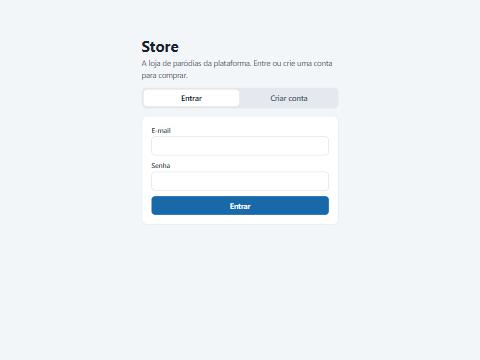 Store
A loja de paródias da plataforma. Entre ou crie uma conta
para comprar.
Entrar
Criar conta
E-mail
Senha
Entrar